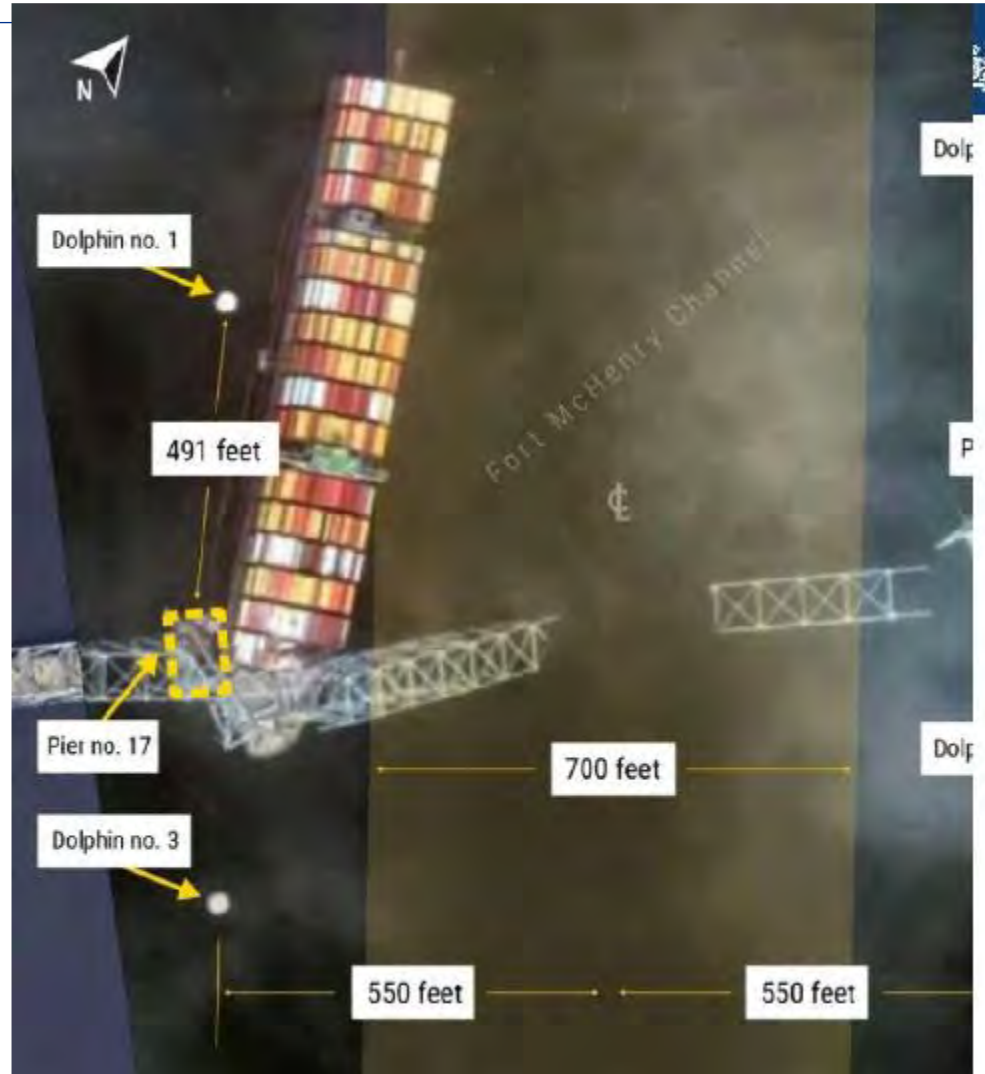 N
Dolphin no. 1
Dolp
Fort McHenry Channel
491 feet
P
℄
Pier no. 17
700 feet
Dolp
Dolphin no. 3
550 feet
550 feet